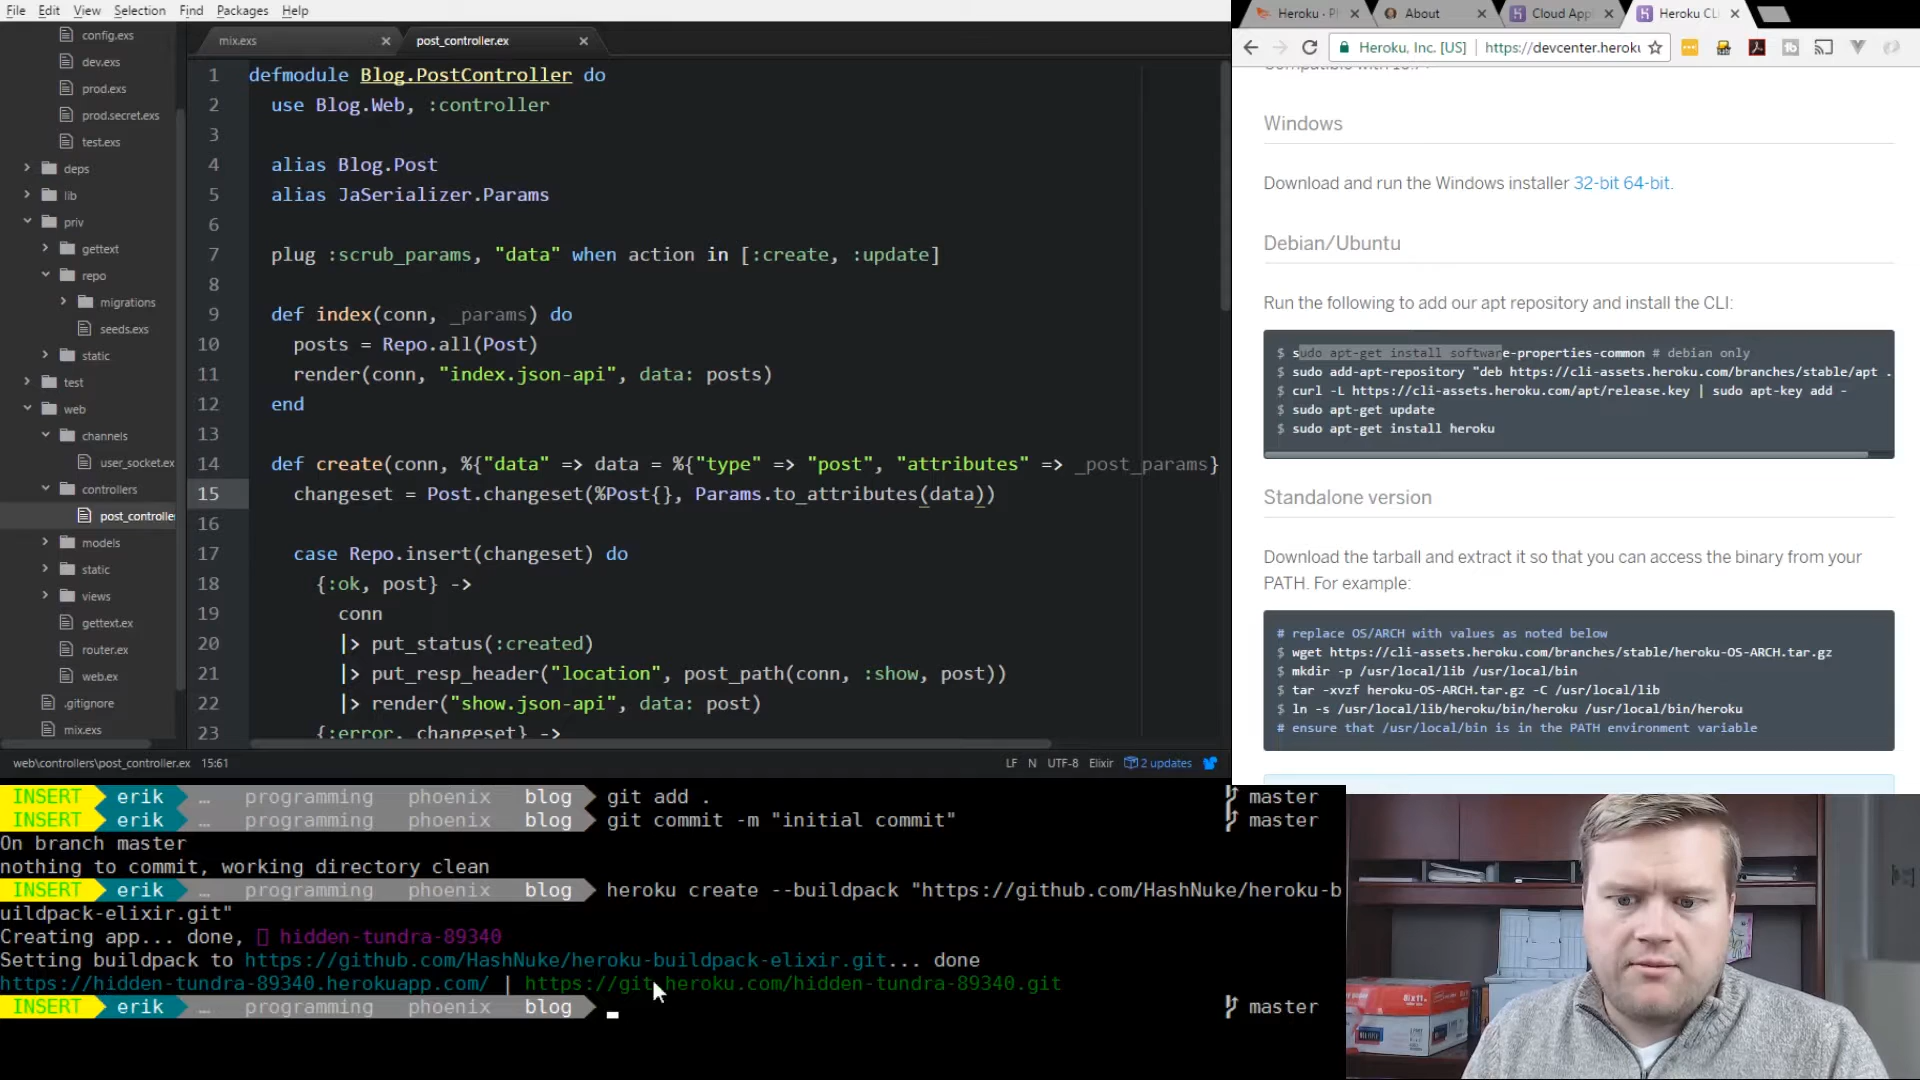 File Edit View Selection Find Packages Help
config.exs
dev.exs
prod.exs
prod.secret.exs
test.exs
deps
lib
priv
gettext
repo
migrations
seeds.exs
static
test
web
channels
user_socket.ex
controllers
post_controlle
models
static
views
gettext.ex
router.ex
web.ex
.gitignore
mix.exs
mix.exs post_controller.ex
1 defmodule Blog.PostController do
2 use Blog.Web, :controller
3
4 alias Blog.Post
5 alias JaSerializer.Params
6
7 plug :scrub_params, "data" when action in [:create, :update]
8
9 def index(conn, _params) do
10 posts = Repo.all(Post)
11 render(conn, "index.json-api", data: posts)
12 end
13
14 def create(conn, %{"data" => data = %{"type" => "post", "attributes" => _post_params}
15 changeset = Post.changeset(%Post{}, Params.to_attributes(data))
16
17 case Repo.insert(changeset) do
18 {:ok, post} ->
19 conn
20 |> put_status(:created)
21 |> put_resp_header("location", post_path(conn, :show, post))
22 |> render("show.json-api", data: post)
23 {:error, changeset} ->
web\controllers\post_controller.ex 15:61 LF N UTF-8 Elixir 2 updates
Heroku - P About Cloud App Heroku CL
Heroku, Inc. [US] https://devcenter.heroku
Windows
Download and run the Windows installer 32-bit 64-bit.
Debian/Ubuntu
Run the following to add our apt repository and install the CLI:
$ sudo apt-get install software-properties-common # debian only
$ sudo add-apt-repository "deb https://cli-assets.heroku.com/branches/stable/apt .
$ curl -L https://cli-assets.heroku.com/apt/release.key | sudo apt-key add -
$ sudo apt-get update
$ sudo apt-get install heroku
Standalone version
Download the tarball and extract it so that you can access the binary from your
PATH. For example:
# replace OS/ARCH with values as noted below
$ wget https://cli-assets.heroku.com/branches/stable/heroku-OS-ARCH.tar.gz
$ mkdir -p /usr/local/lib /usr/local/bin
$ tar -xvzf heroku-OS-ARCH.tar.gz -C /usr/local/lib
$ ln -s /usr/local/lib/heroku/bin/heroku /usr/local/bin/heroku
# ensure that /usr/local/bin is in the PATH environment variable
INSERT erik … programming phoenix blog git add . master
INSERT erik … programming phoenix blog git commit -m "initial commit" master
On branch master
nothing to commit, working directory clean
INSERT erik … programming phoenix blog heroku create --buildpack "https://github.com/HashNuke/heroku-b
uildpack-elixir.git"
Creating app... done, hidden-tundra-89340
Setting buildpack to https://github.com/HashNuke/heroku-buildpack-elixir.git... done
https://hidden-tundra-89340.herokuapp.com/ | https://git.heroku.com/hidden-tundra-89340.git
INSERT erik … programming phoenix blog master